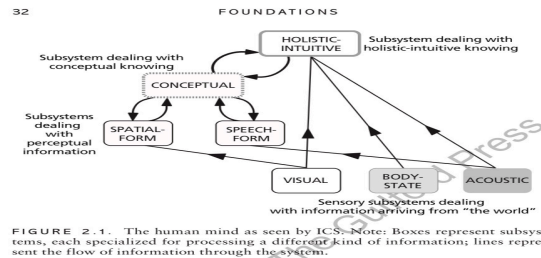 32 FOUNDATIONS
HOLISTIC-
INTUITIVE
Subsystem dealing with
holistic-intuitive knowing
Subsystem dealing with
conceptual knowing
CONCEPTUAL
Subsystems
dealing
with
perceptual
information
SPATIAL-
FORM
SPEECH-
FORM
VISUAL
BODY-
STATE
ACOUSTIC
Sensory subsystems dealing
with information arriving from "the world"
FIGURE 2.1. The human mind as seen by ICS. Note: Boxes represent subsys-
tems, each specialized for processing a different kind of information; lines repre-
sent the flow of information through the system.
the Guilford Press